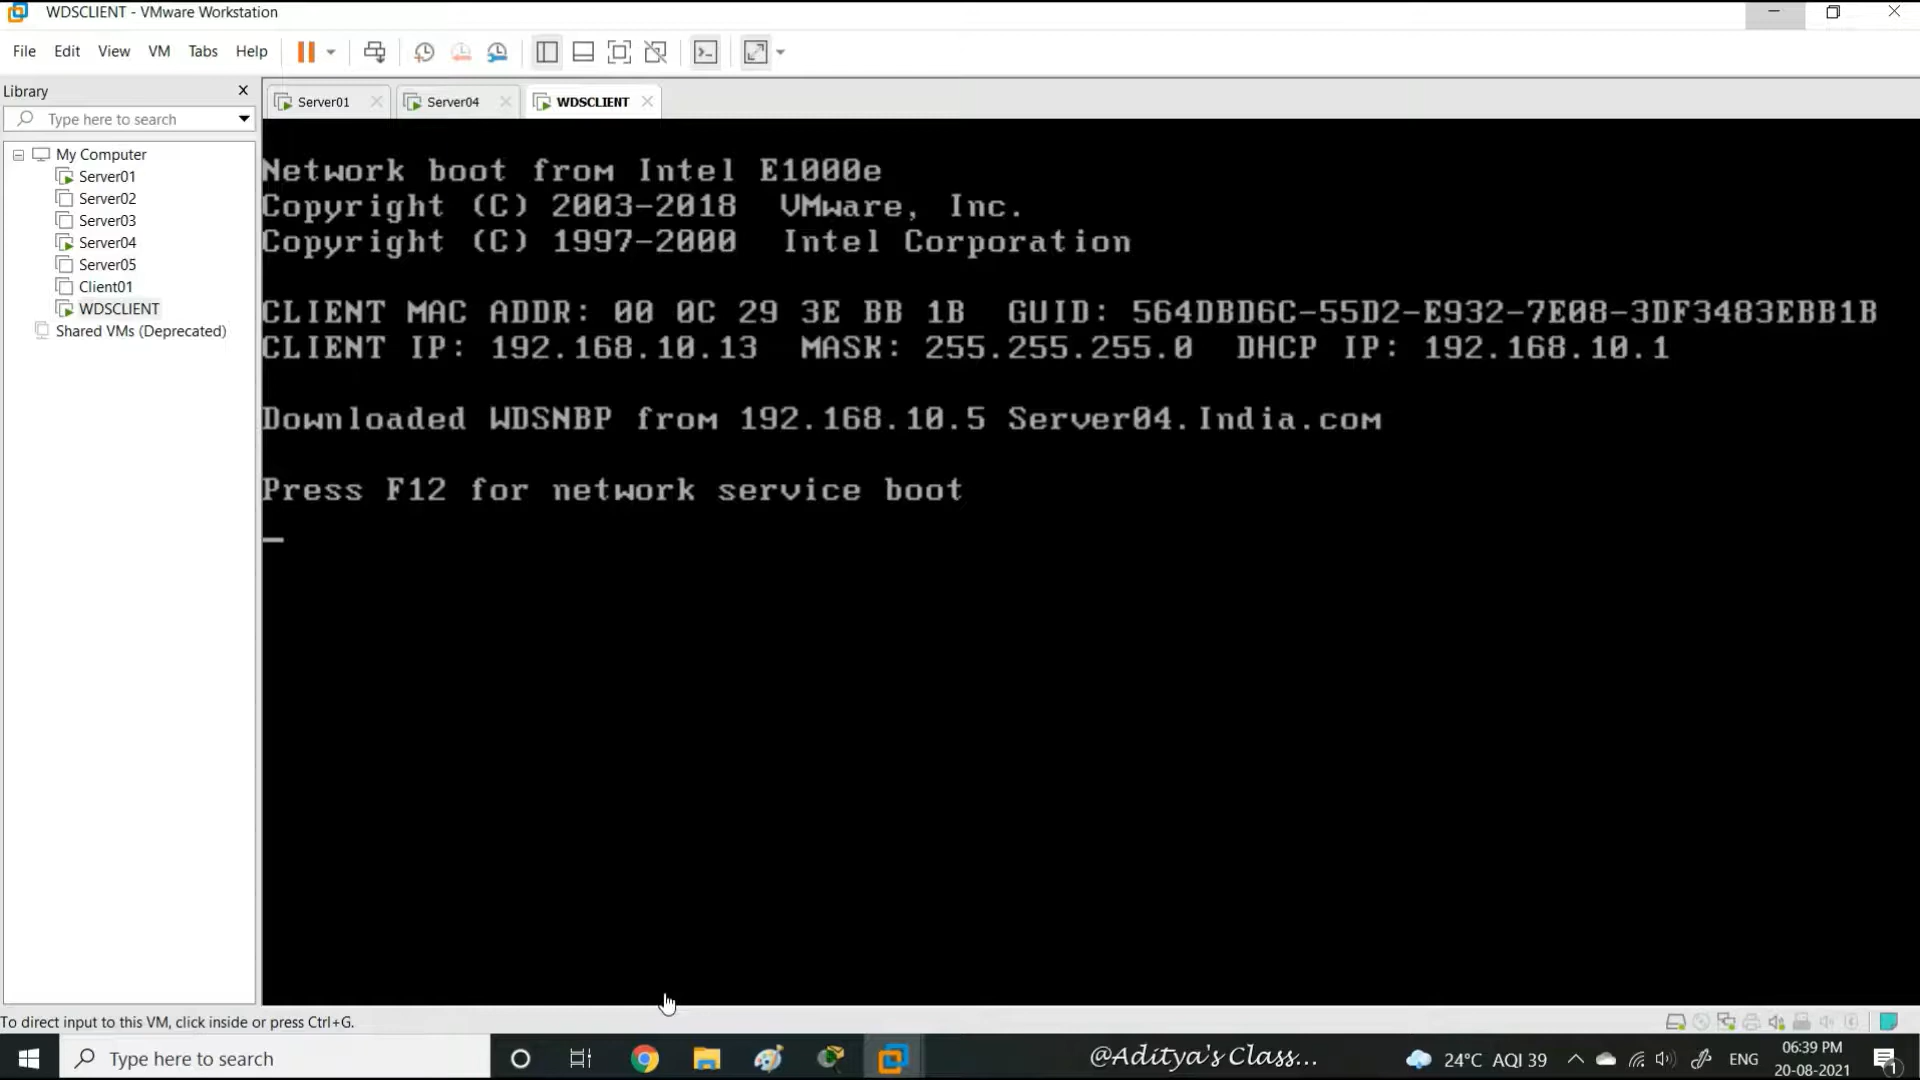 WDSCLIENT - VMware Workstation
File Edit View VM Tabs Help
Library
Type here to search
My Computer
Server01
Server02
Server03
Server04
Server05
Client01
WDSCLIENT
Shared VMs (Deprecated)
Server01 Server04 WDSCLIENT
Network boot from Intel E1000e
Copyright (C) 2003-2018 VMware, Inc.
Copyright (C) 1997-2000 Intel Corporation
CLIENT MAC ADDR: 00 0C 29 3E BB 1B GUID: 564DBD6C-55D2-E932-7E08-3DF3483EBB1B
CLIENT IP: 192.168.10.13 MASK: 255.255.255.0 DHCP IP: 192.168.10.1
Downloaded WDSNBP from 192.168.10.5 Server04.India.com
Press F12 for network service boot
To direct input to this VM, click inside or press Ctrl+G.
Type here to search
@Aditya's Class...
24°C AQI 39
ENG
06:39 PM
20-08-2021
1